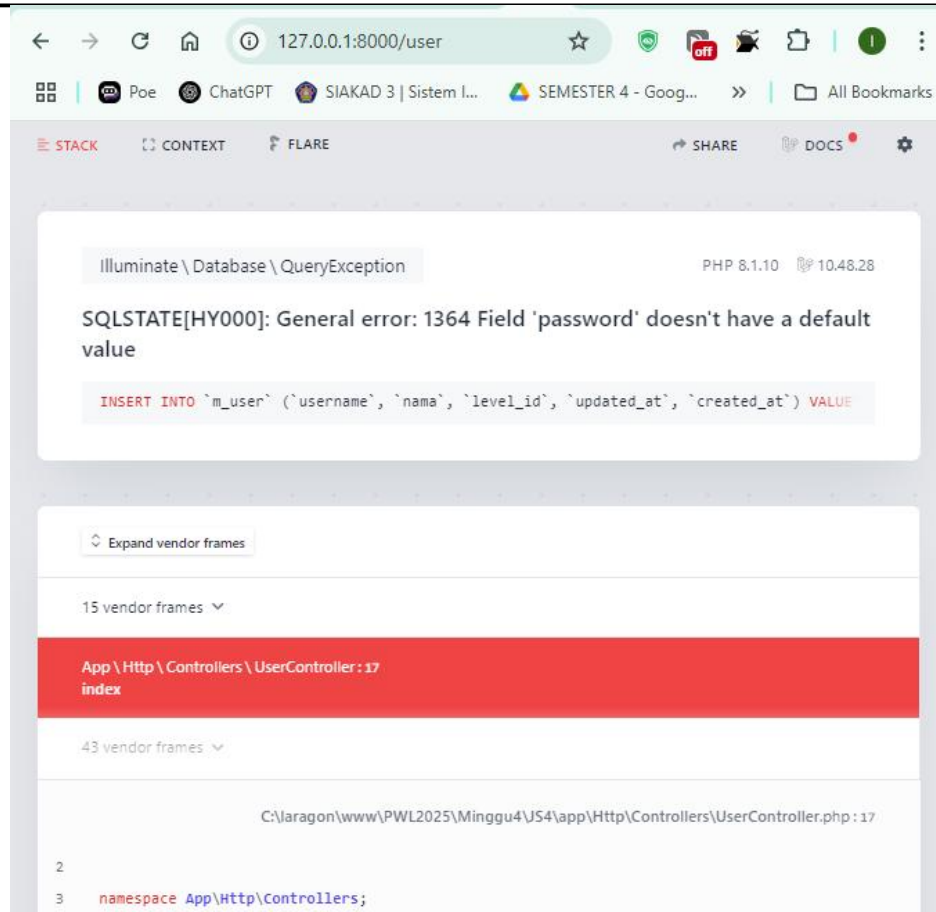 127.0.0.1:8000/user
off
I
Poe
ChatGPT
SIAKAD 3 | Sistem I...
SEMESTER 4 - Goog...
»
All Bookmarks
STACK
CONTEXT
FLARE
SHARE
DOCS
Illuminate\Database\QueryException
PHP 8.1.10
10.48.28
SQLSTATE[HY000]: General error: 1364 Field 'password' doesn't have a default
value
INSERT INTO `m_user` (`username`, `nama`, `level_id`, `updated_at`, `created_at`) VALUE
Expand vendor frames
15 vendor frames
App\Http\Controllers\UserController:17
index
43 vendor frames
C:\laragon\www\PWL2025\Minggu4\JS4\app\Http\Controllers\UserController.php:17
2
3 namespace App\Http\Controllers;